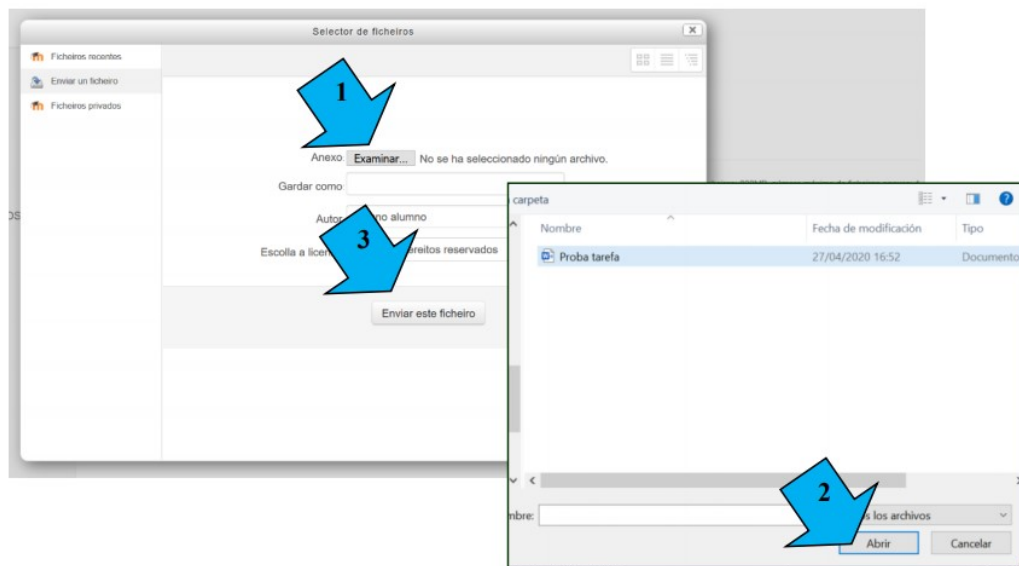 Selector de ficheiros
Ficheiros recentes
Enviar un ficheiro
Ficheiros privados
1
Anexo Examinar... No se ha seleccionado ningún archivo.
Gardar como
Autor no alumno
3
Escolla a licen ereitos reservados
Enviar este ficheiro
carpeta
Nombre Fecha de modificación Tipo
Proba tarefa 27/04/2020 16:52 Documento
2
mbre: s los archivos
Abrir Cancelar